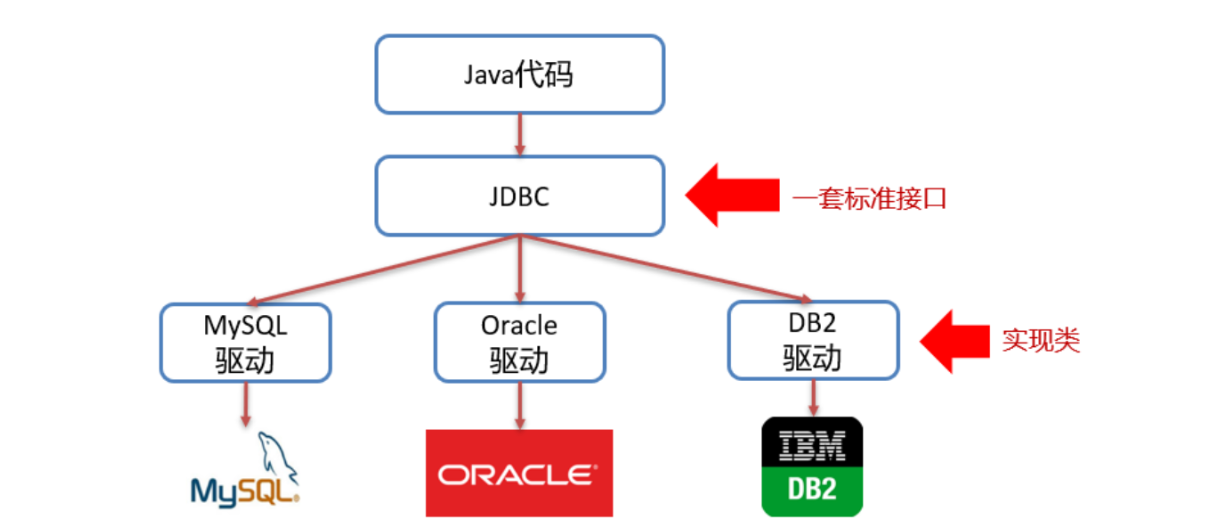 Java代码
JDBC
一套标准接口
MySQL
驱动
Oracle
驱动
DB2
驱动
实现类
MySQL®
ORACLE®
IBM
DB2